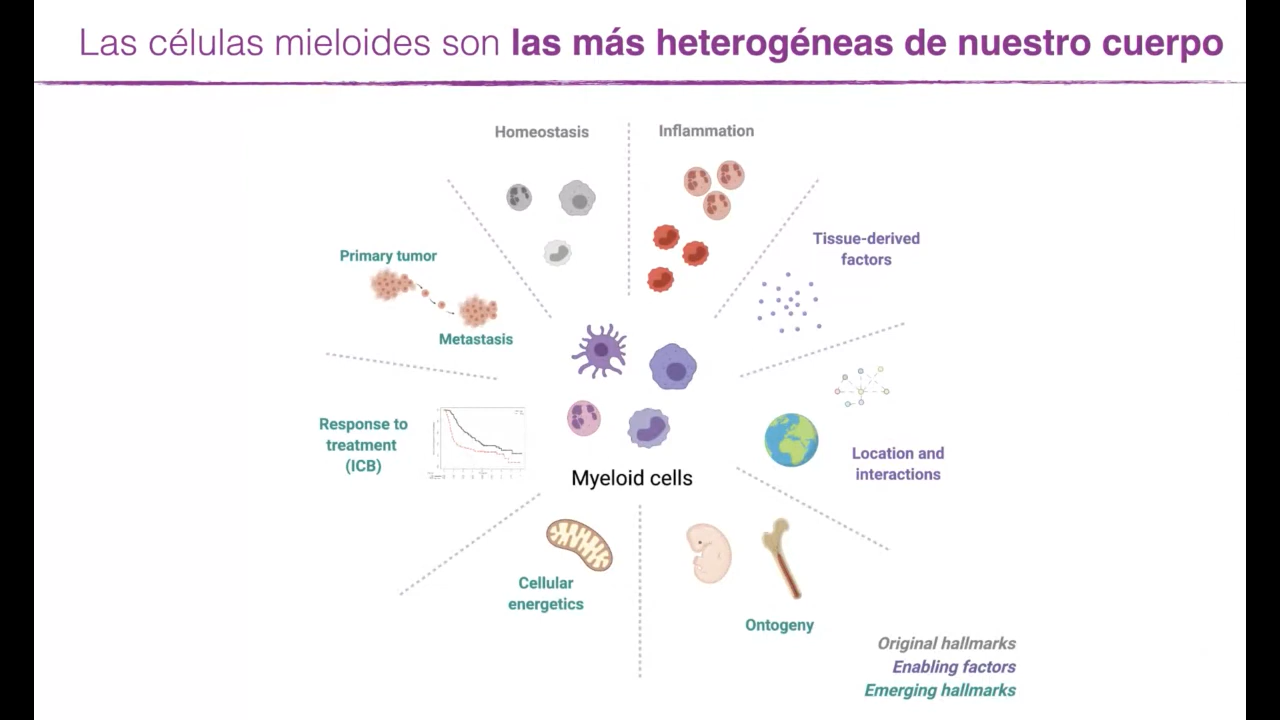 Las células mieloides son las más heterogéneas de nuestro cuerpo
Homeostasis
Inflammation
Primary tumor
Metastasis
Tissue-derived
factors
Response to
treatment
(ICB)
Location and
interactions
Myeloid cells
Cellular
energetics
Ontogeny
Original hallmarks
Enabling factors
Emerging hallmarks